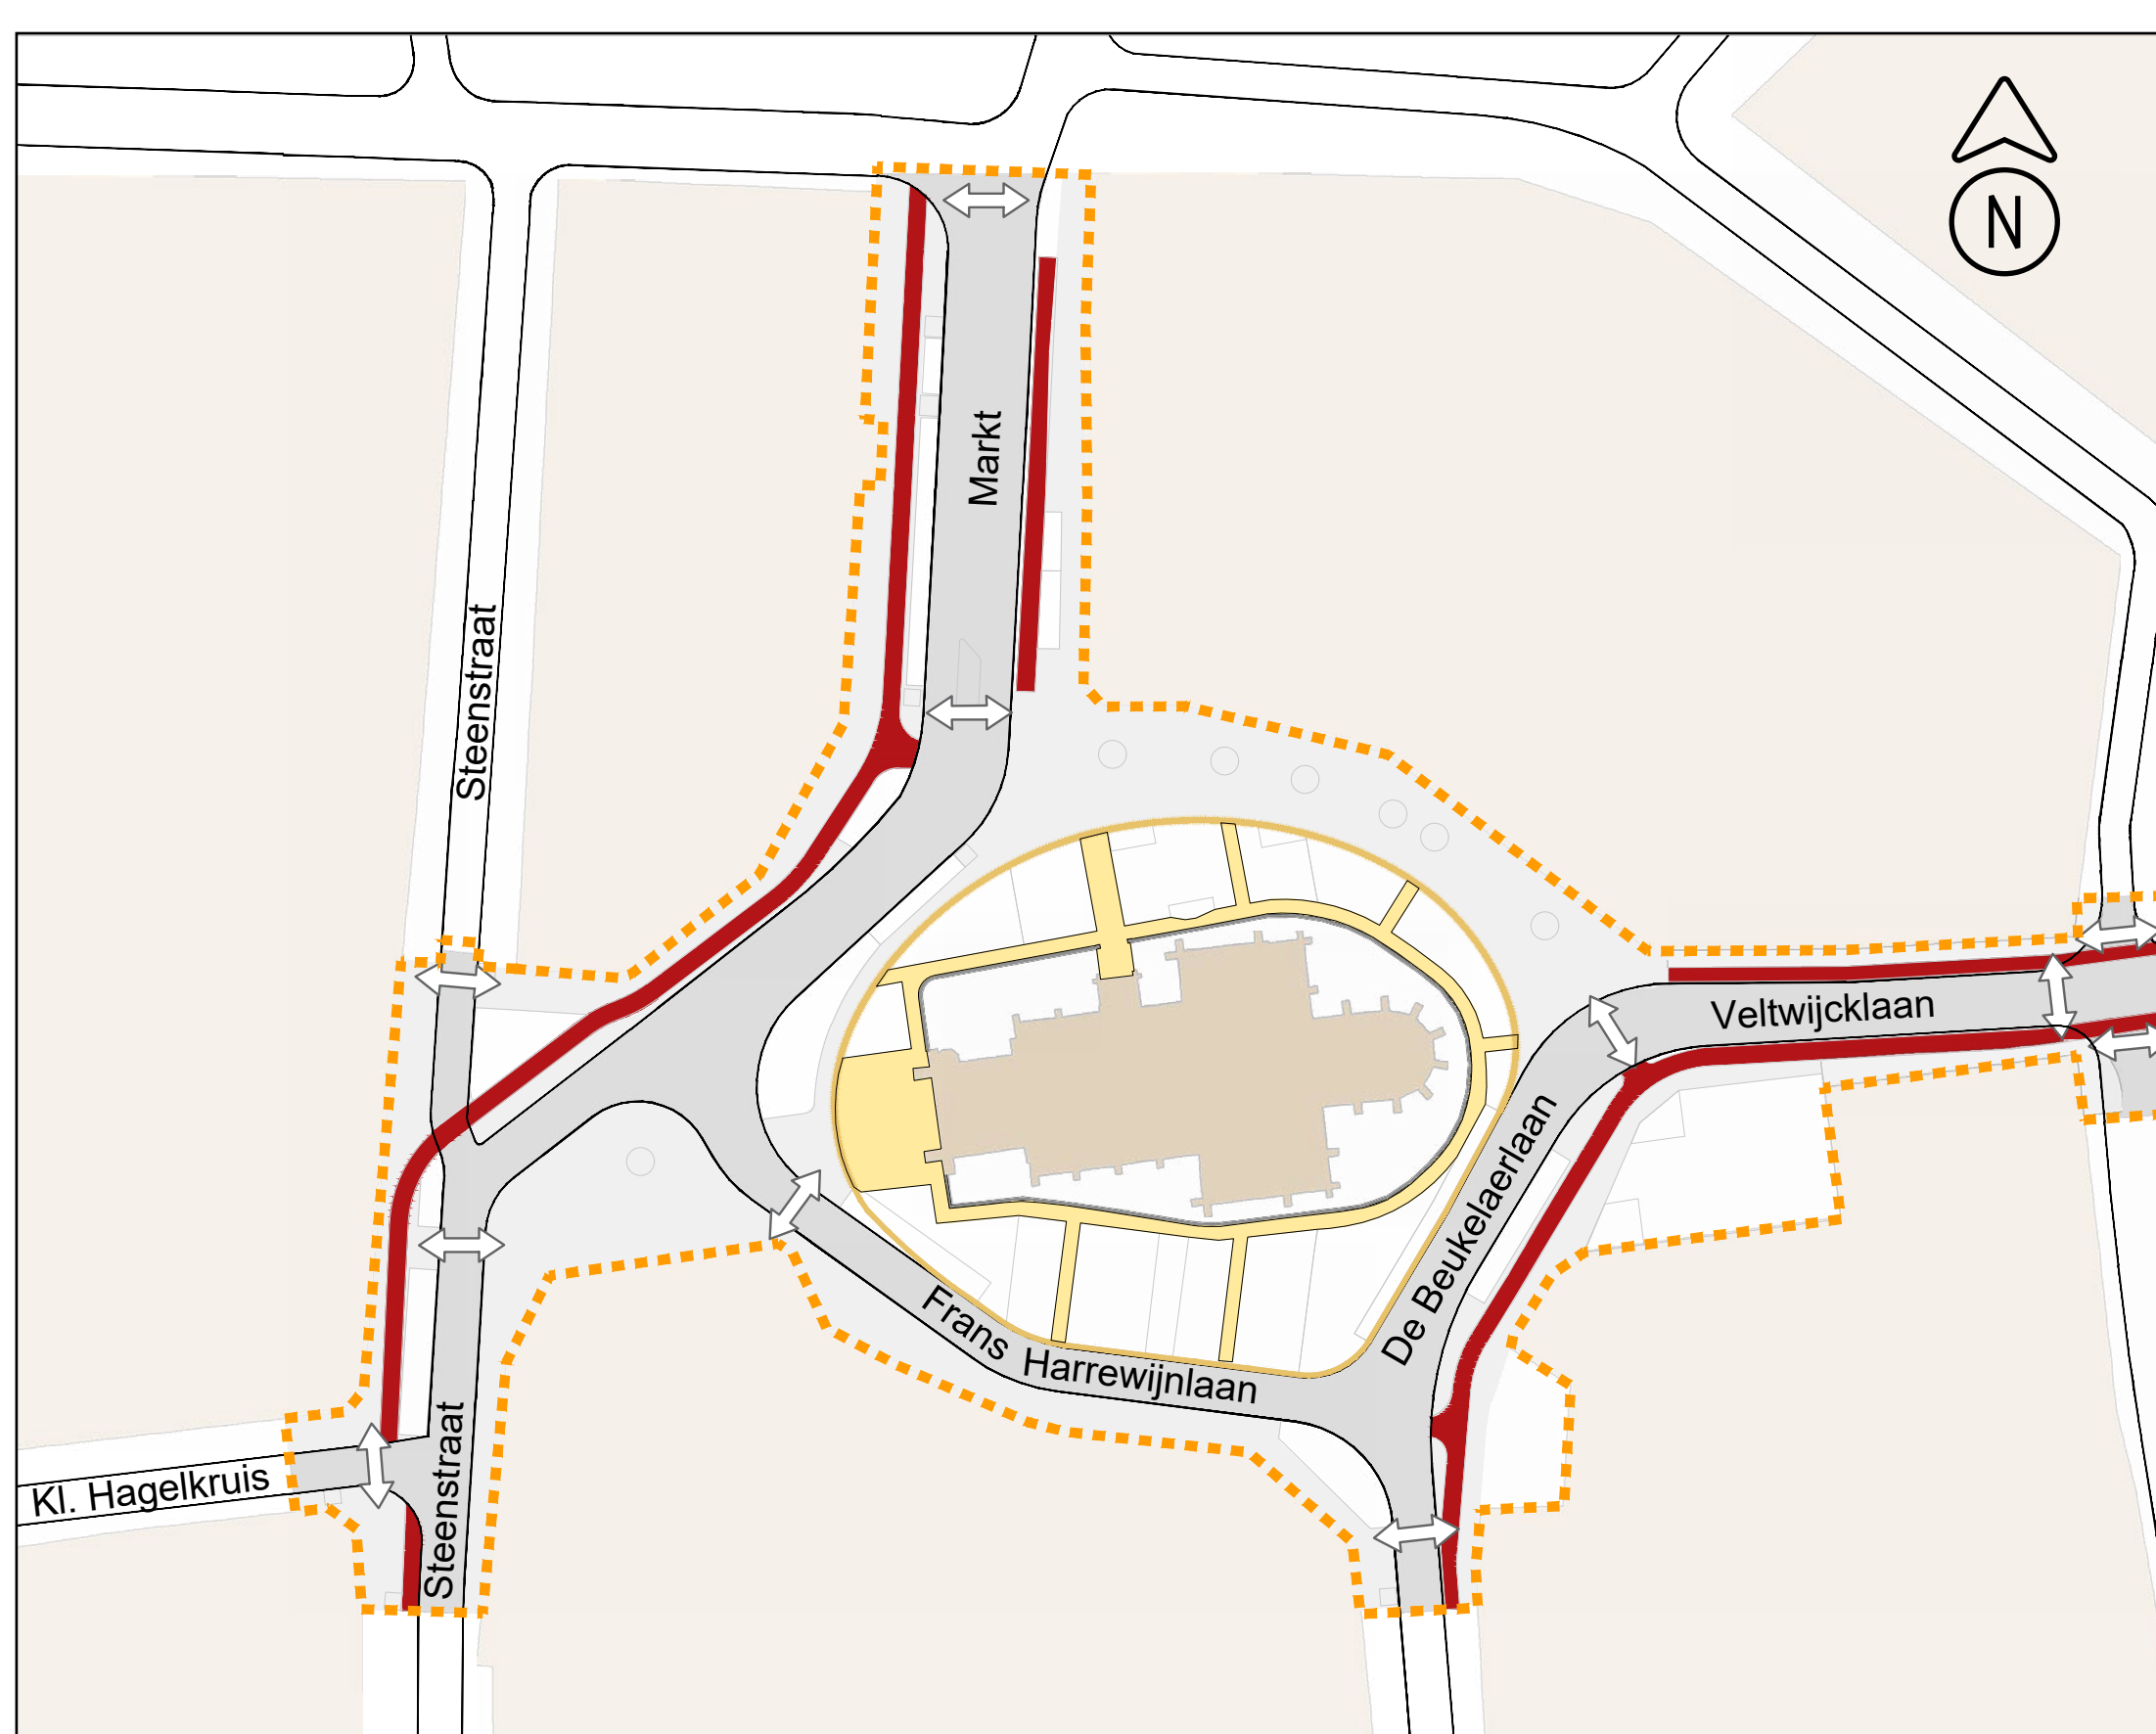 N
Markt
Steenstraat
Veltwijcklaan
De Beukelaerlaan
Frans Harrewijnlaan
Kl. Hagelkruis
Steenstraat